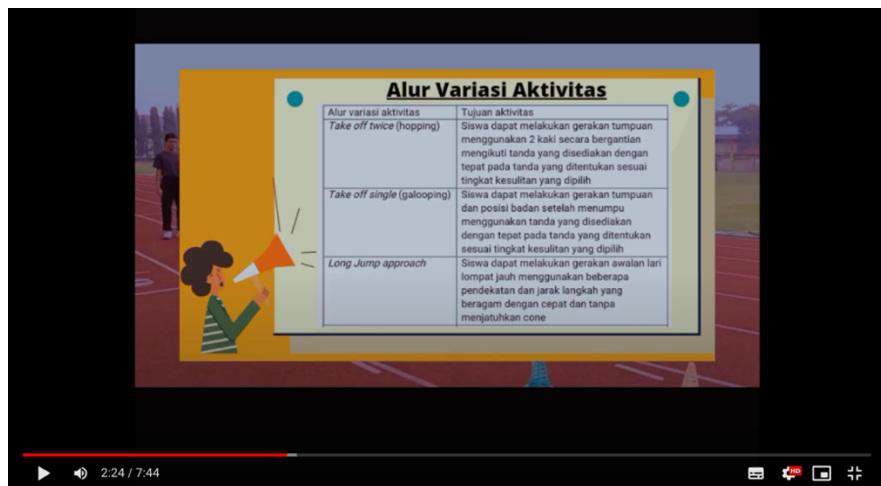 Alur Variasi Aktivitas
Alur variasi aktivitas
Tujuan aktivitas
Take off twice (hopping)
Siswa dapat melakukan gerakan tumpuan
menggunakan 2 kaki secara bergantian
mengikuti tanda yang disediakan dengan
tepat pada tanda yang ditentukan sesuai
tingkat kesulitan yang dipilih
Take off single (galooping)
Siswa dapat melakukan gerakan tumpuan
dan posisi badan setelah menumpu
menggunakan tanda yang disediakan
dengan tepat pada tanda yang ditentukan
sesuai tingkat kesulitan yang dipilih
Long Jump approach
Siswa dapat melakukan gerakan awalan lari
lompat jauh menggunakan beberapa
pendekatan dan jarak langkah yang
beragam dengan cepat dan tanpa
menjatuhkan cone
2:24 / 7:44
HD